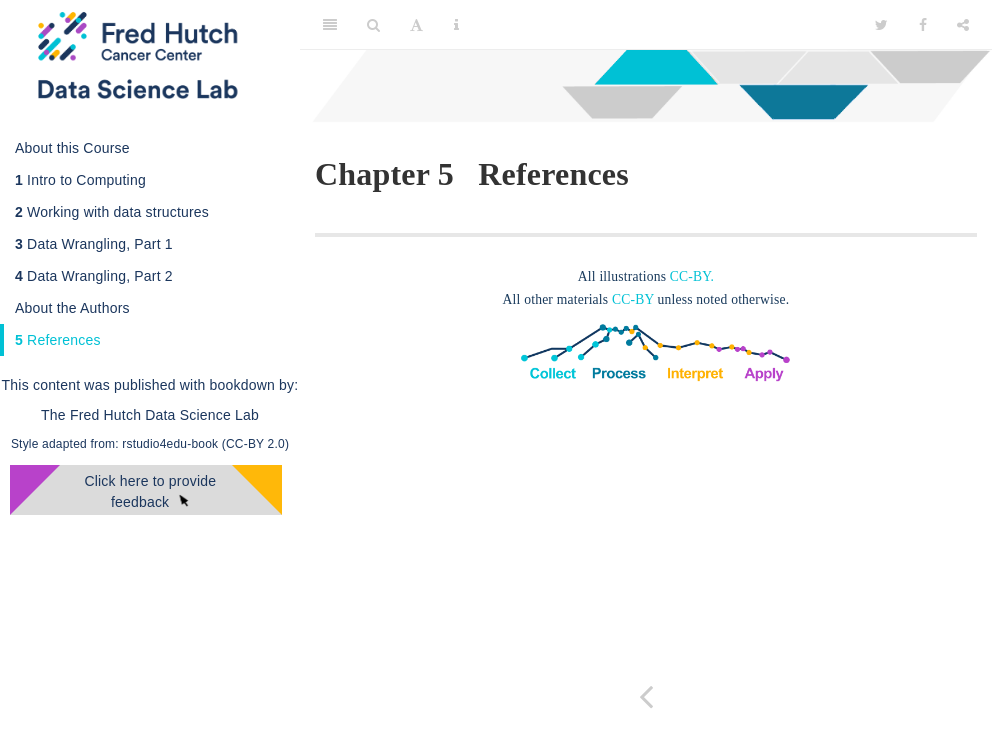 Fred Hutch
Cancer Center
Data Science Lab
About this Course
1 Intro to Computing
2 Working with data structures
3 Data Wrangling, Part 1
4 Data Wrangling, Part 2
About the Authors
5 References
This content was published with bookdown by:
The Fred Hutch Data Science Lab
Style adapted from: rstudio4edu-book (CC-BY 2.0)
Click here to provide
feedback
A i
Chapter 5 References
All illustrations CC-BY.
All other materials CC-BY unless noted otherwise.
Collect Process Interpret Apply